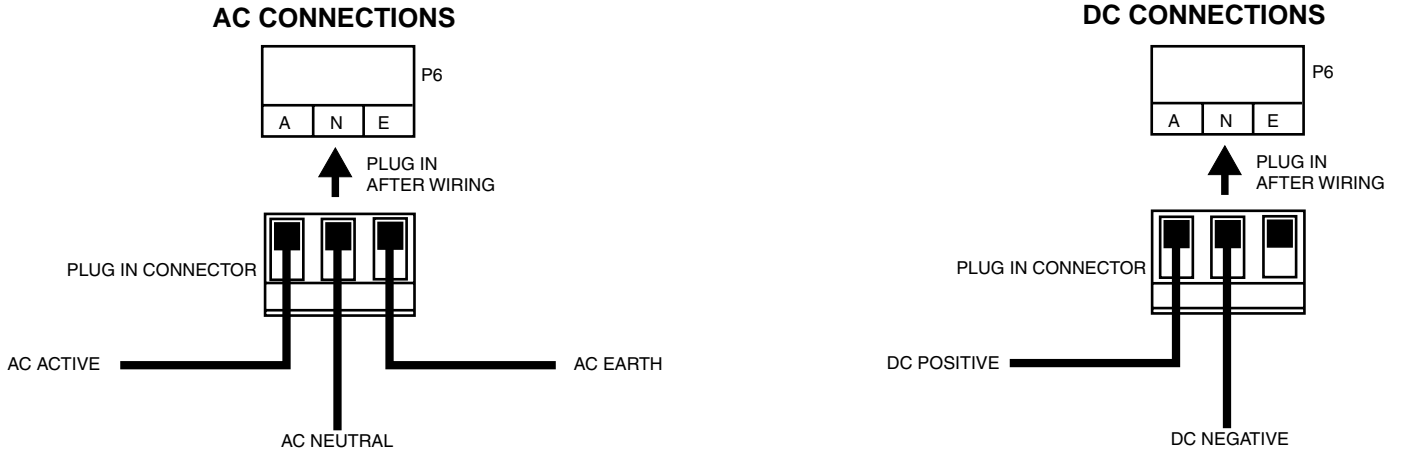 AC CONNECTIONS
P6
A N E
PLUG IN
AFTER WIRING
PLUG IN CONNECTOR
AC ACTIVE
AC EARTH
AC NEUTRAL
DC CONNECTIONS
P6
A N E
PLUG IN
AFTER WIRING
PLUG IN CONNECTOR
DC POSITIVE
DC NEGATIVE